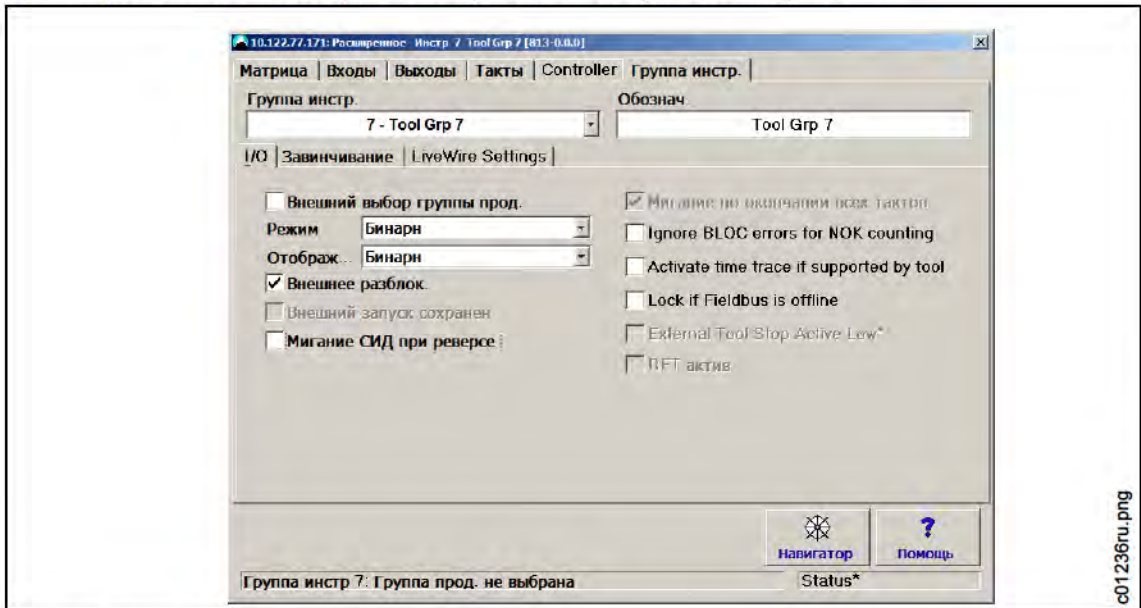 10.122.77.171: Расширенное Инстр 7 Tool Grp 7 [813-0.0.0]
Матрица Входы Выходы Такты Controller Группа инстр.
Группа инстр. Обознач
7 - Tool Grp 7 Tool Grp 7
I/O Завинчивание LiveWire Settings
Внешний выбор группы прод.
Режим Бинарн
Отображ... Бинарн
Внешнее разблок.
Внешний запуск сохранен
Мигание СИД при реверсе
Мигание по окончании всех тактов
Ignore BLOC errors for NOK counting
Activate time trace if supported by tool
Lock if Fieldbus is offline
External Tool Stop Active Low*
RFT актив
Навигатор
? Помощь
Группа инстр 7: Группа прод. не выбрана Status*
c01236ru.png